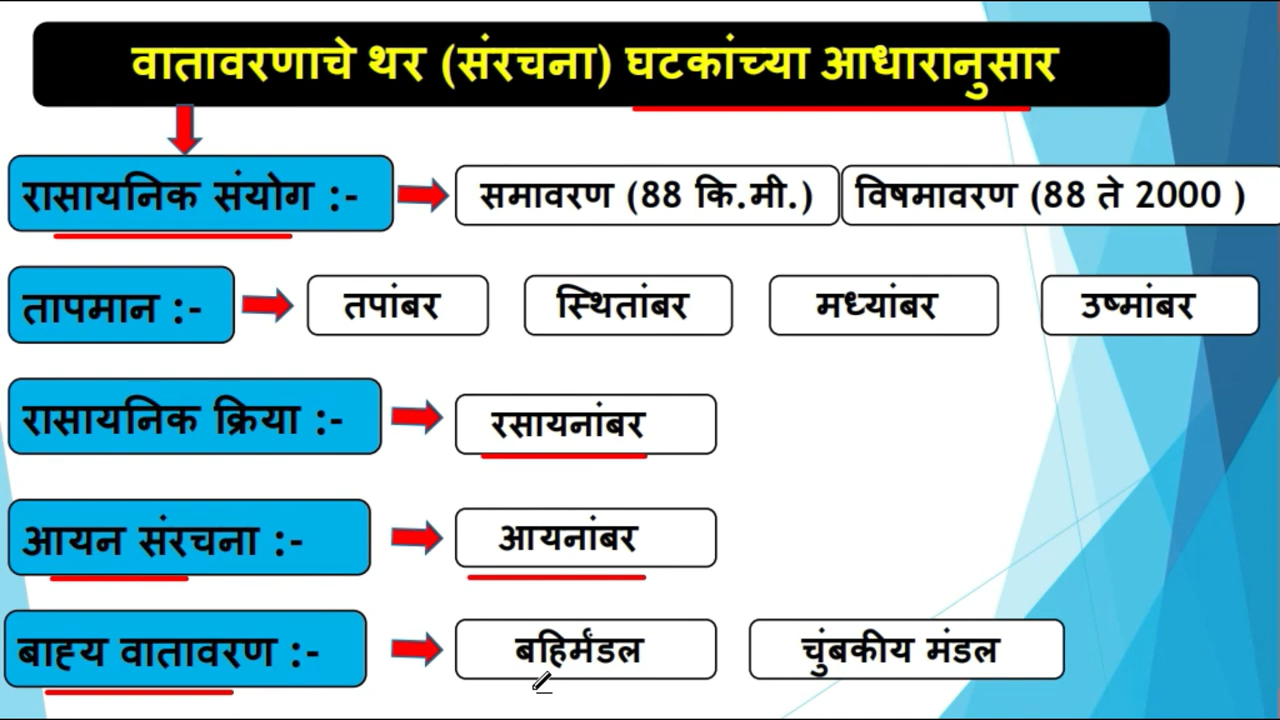 वातावरणाचे थर (संरचना) घटकांच्या आधारानुसार
रासायनिक संयोग :- समावरण (88 कि.मी.) विषमावरण (88 ते 2000 )
तापमान :- तपांबर स्थितांबर मध्यांबर उष्मांबर
रासायनिक क्रिया :- रसायनांबर
आयन संरचना :- आयनांबर
बाह्य वातावरण :- बहिर्मंडल चुंबकीय मंडल